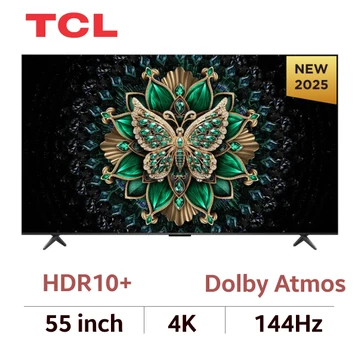 TCL
NEW
2025
HDR10+
Dolby Atmos
55 inch
4K
144Hz